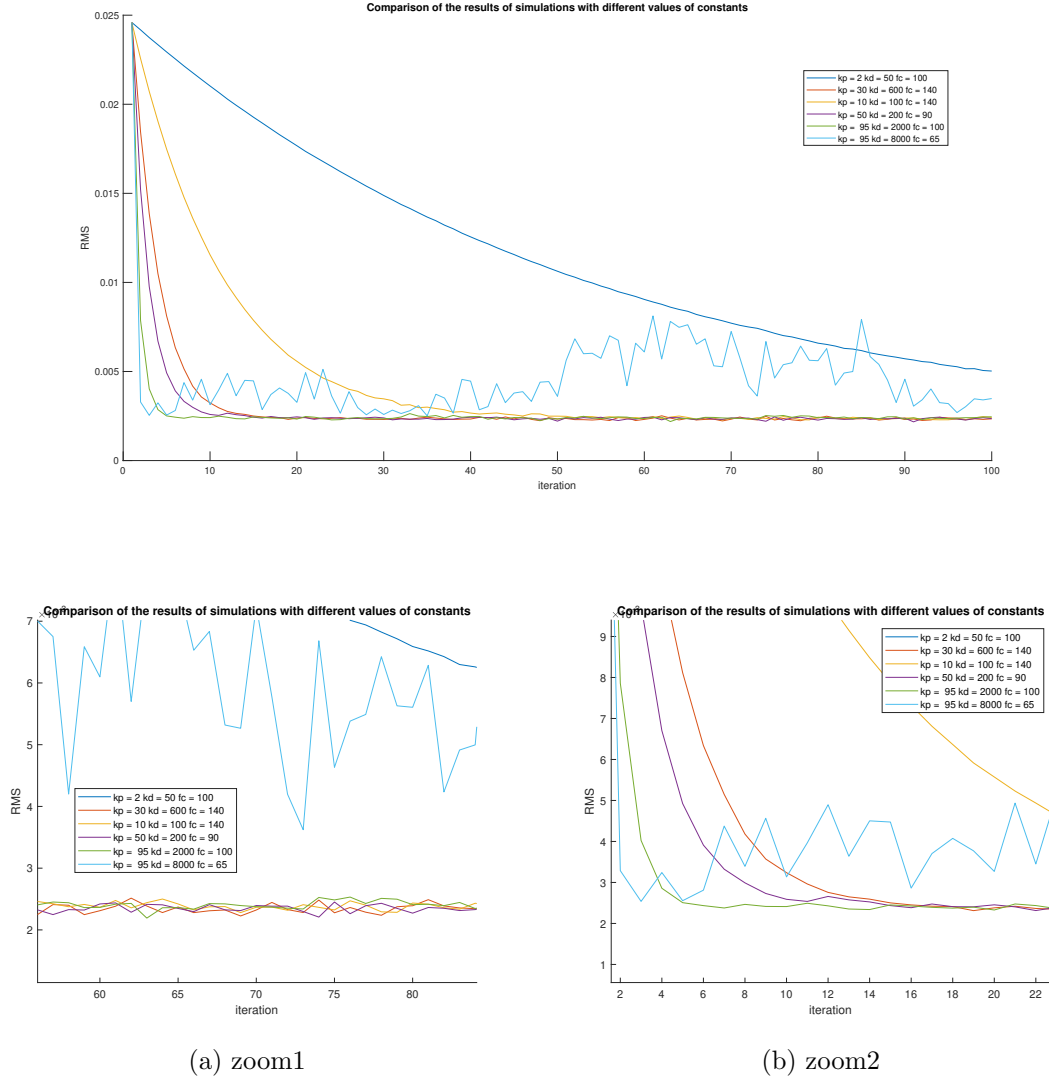 Comparison of the results of simulations with different values of constants
0.025
0.02
0.015
0.01
0.005
0
RMS
kp = 2 kd = 50 fc = 100
kp = 30 kd = 600 fc = 140
kp = 10 kd = 100 fc = 140
kp = 50 kd = 200 fc = 90
kp =  95 kd = 2000 fc = 100
kp =  95 kd = 8000 fc = 65
0 10 20 30 40 50 60 70 80 90 100
iteration
Comparison of the results of simulations with different values of constants
7
6
5
4
3
2
RMS
kp = 2 kd = 50 fc = 100
kp = 30 kd = 600 fc = 140
kp = 10 kd = 100 fc = 140
kp = 50 kd = 200 fc = 90
kp =  95 kd = 2000 fc = 100
kp =  95 kd = 8000 fc = 65
60 65 70 75 80
iteration
(a) zoom1
Comparison of the results of simulations with different values of constants
9
8
7
6
5
4
3
2
1
RMS
kp = 2 kd = 50 fc = 100
kp = 30 kd = 600 fc = 140
kp = 10 kd = 100 fc = 140
kp = 50 kd = 200 fc = 90
kp =  95 kd = 2000 fc = 100
kp =  95 kd = 8000 fc = 65
2 4 6 8 10 12 14 16 18 20 22
iteration
(b) zoom2